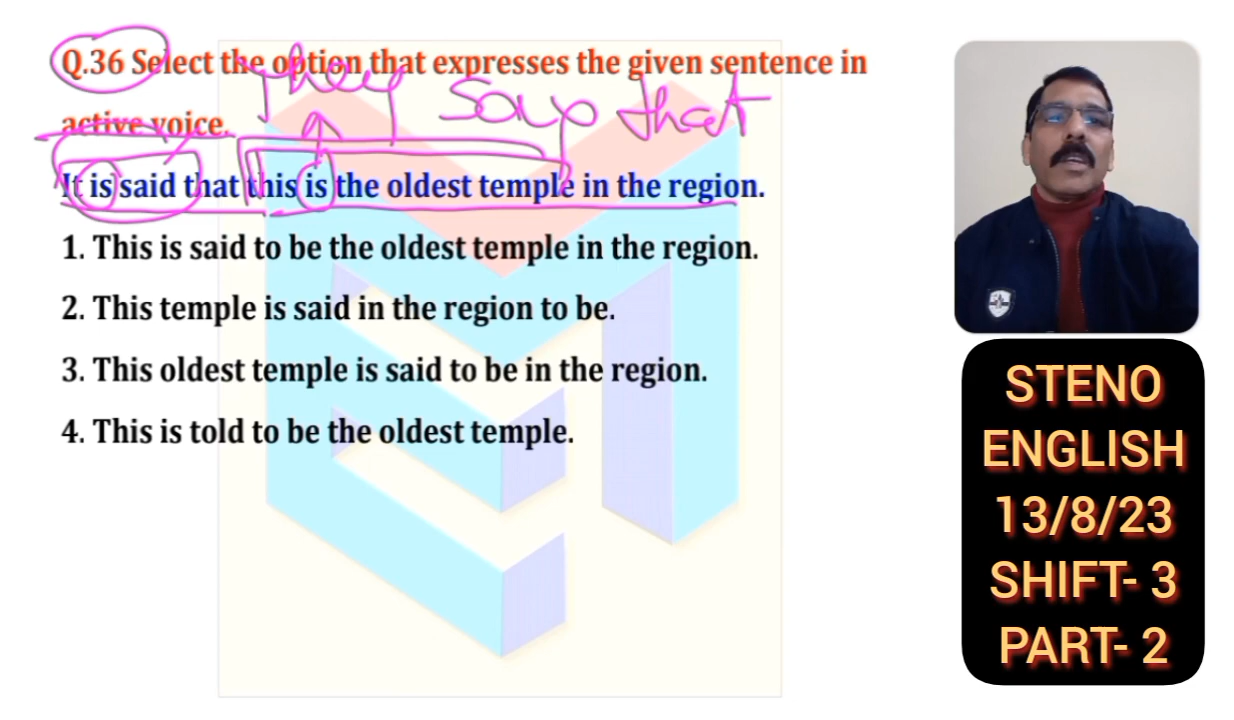 Q.36 Select the option that expresses the given sentence in
active voice.
They say that
It is said that this is the oldest temple in the region.
1. This is said to be the oldest temple in the region.
2. This temple is said in the region to be.
3. This oldest temple is said to be in the region.
4. This is told to be the oldest temple.
STENO
ENGLISH
13/8/23
SHIFT- 3
PART- 2